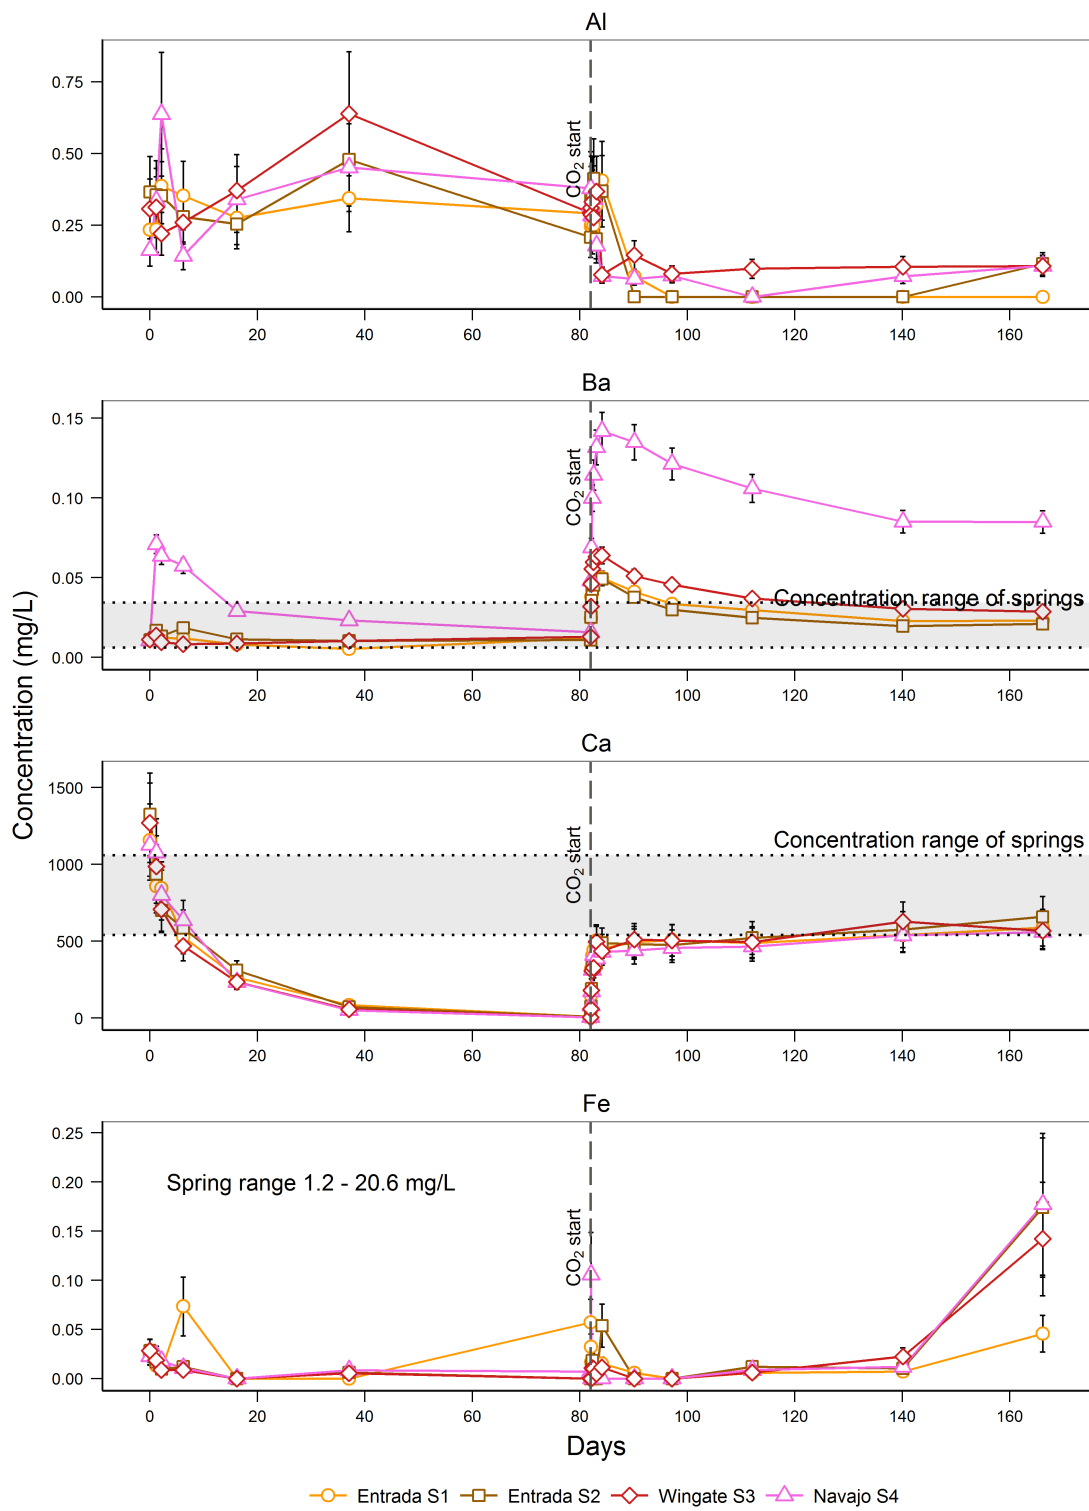 Al
0.75
0.50
0.25
0.00
CO2 start
0 20 40 60 80 100 120 140 160
Ba
0.15
0.10
0.05
0.00
CO2 start
Concentration range of springs
0 20 40 60 80 100 120 140 160
Concentration (mg/L)
Ca
1500
1000
500
0
CO2 start
Concentration range of springs
0 20 40 60 80 100 120 140 160
Fe
0.25
0.20
0.15
0.10
0.05
0.00
Spring range 1.2 - 20.6 mg/L
CO2 start
0 20 40 60 80 100 120 140 160
Days
Entrada S1 Entrada S2 Wingate S3 Navajo S4